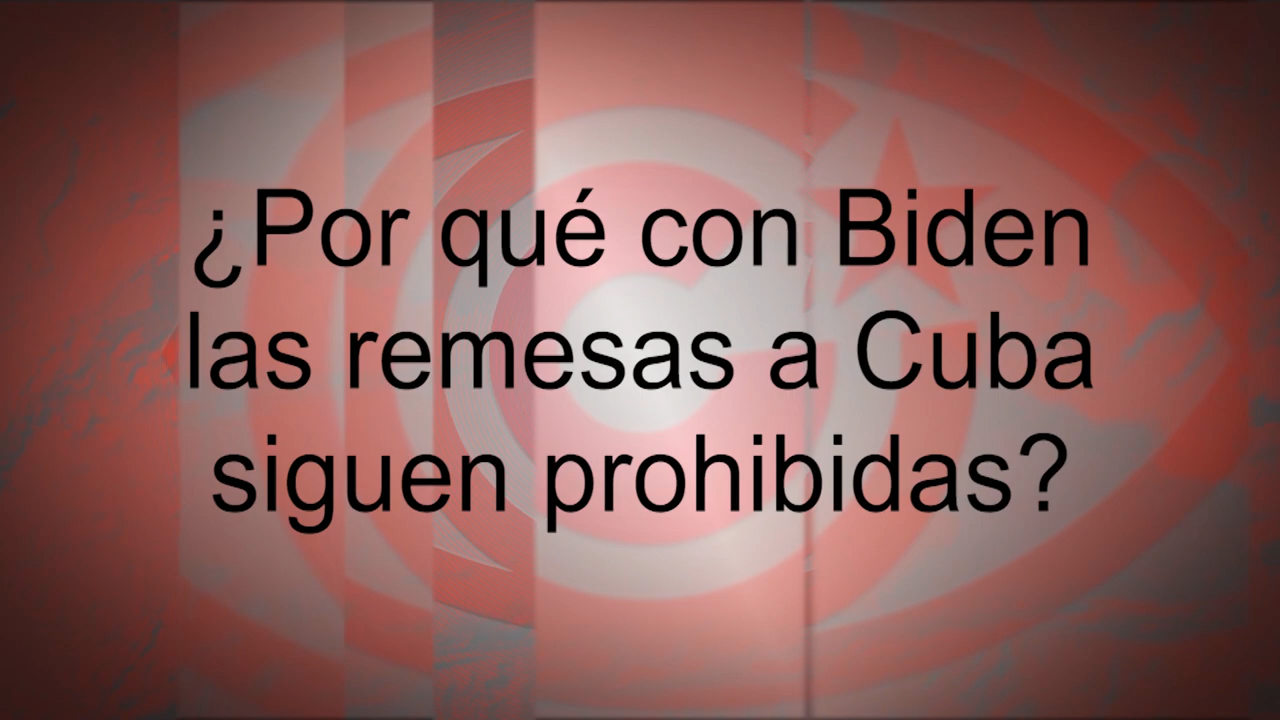 ¿Por qué con Biden
las remesas a Cuba
siguen prohibidas?